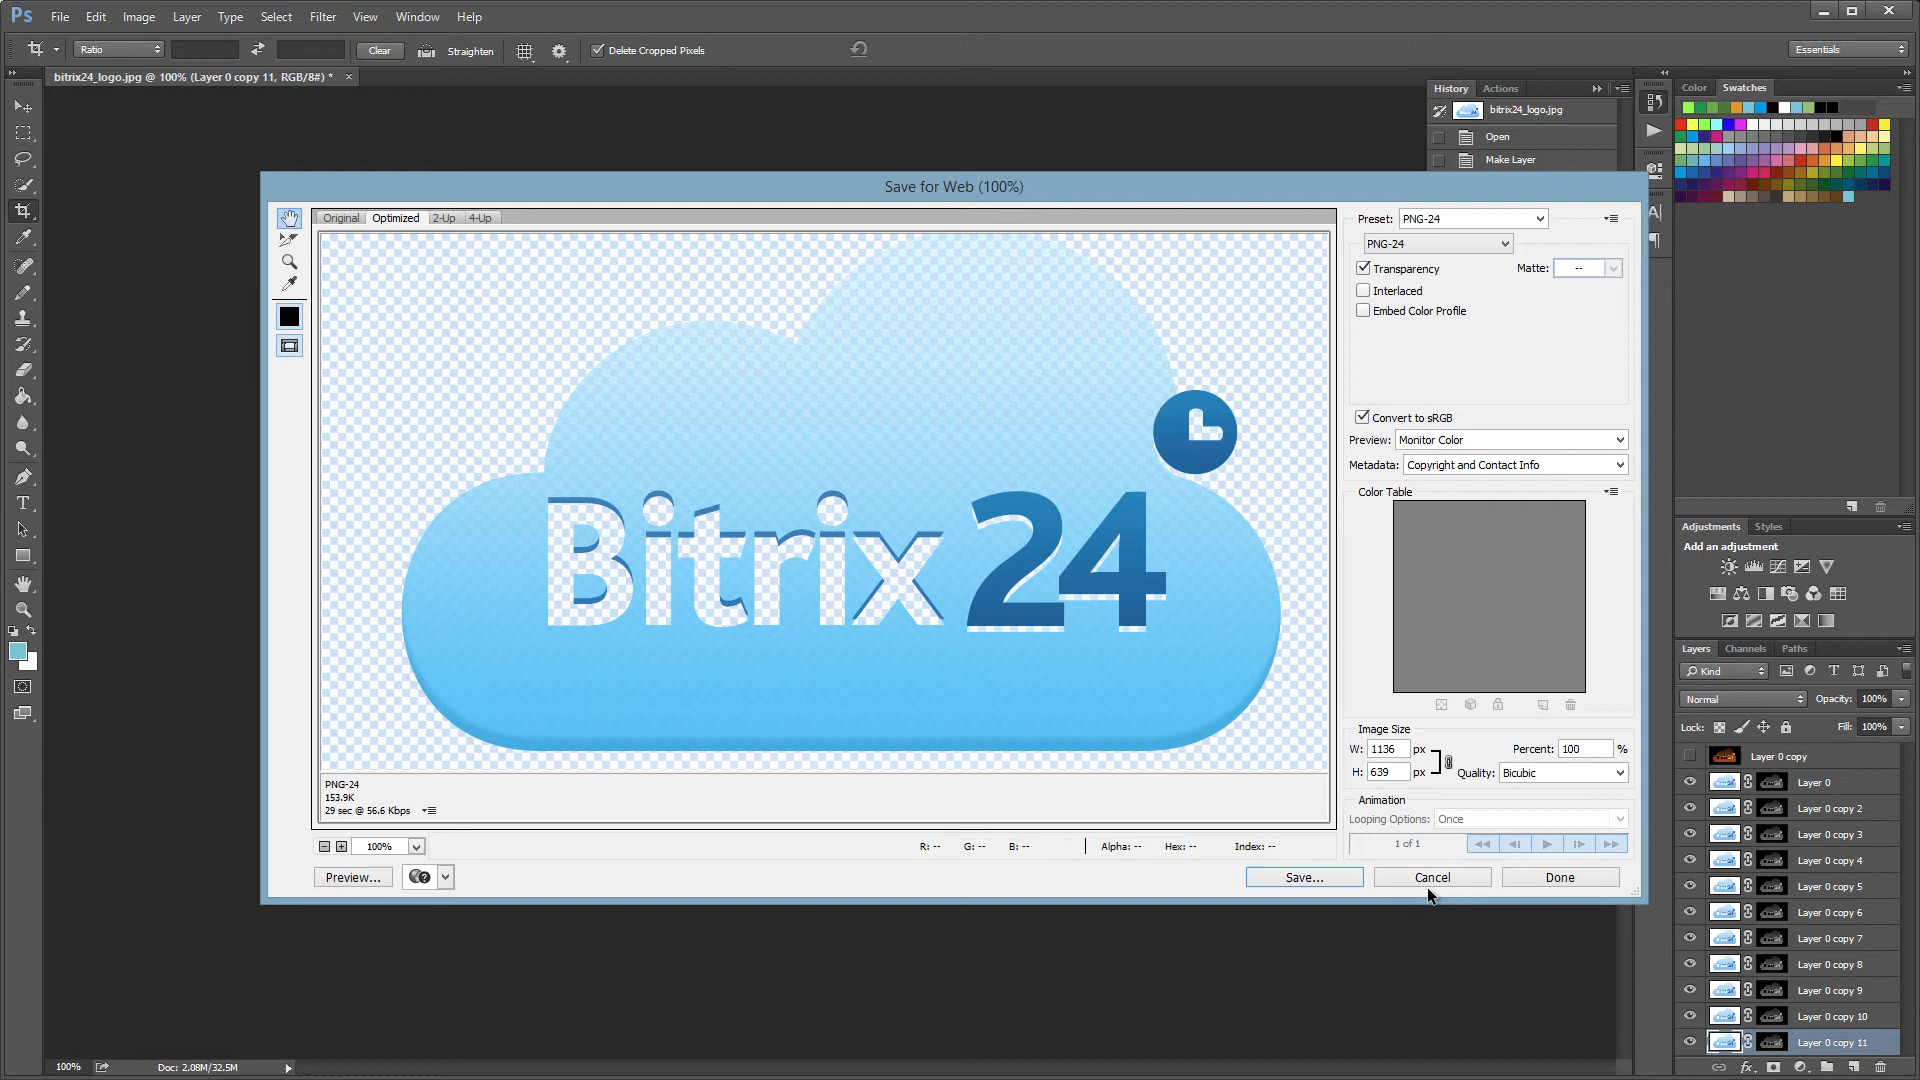 Ps File Edit Image Layer Type Select Filter View Window Help
Ratio Clear Straighten Delete Cropped Pixels Essentials
bitrix24_logo.jpg @ 100% (Layer 0 copy 11, RGB/8#) *
History Actions
bitrix24_logo.jpg
Open
Make Layer
Color Swatches
Save for Web (100%)
Original Optimized 2-Up 4-Up
Preset: PNG-24
PNG-24
Transparency Matte: --
Interlaced
Embed Color Profile
Convert to sRGB
Preview: Monitor Color
Metadata: Copyright and Contact Info
Color Table
Bitrix 24
Image Size
W: 1136 px Percent: 100 %
H: 639 px Quality: Bicubic
Animation
Looping Options: Once
1 of 1
PNG-24
153.9K
29 sec @ 56.6 Kbps
100% R: -- G: -- B: -- Alpha: -- Hex: -- Index: --
Preview... Save... Cancel Done
Adjustments Styles
Add an adjustment
Layers Channels Paths
Kind T
Normal Opacity: 100%
Lock: Fill: 100%
Layer 0 copy
Layer 0
Layer 0 copy 2
Layer 0 copy 3
Layer 0 copy 4
Layer 0 copy 5
Layer 0 copy 6
Layer 0 copy 7
Layer 0 copy 8
Layer 0 copy 9
Layer 0 copy 10
Layer 0 copy 11
fx
100% Doc: 2.08M/32.5M